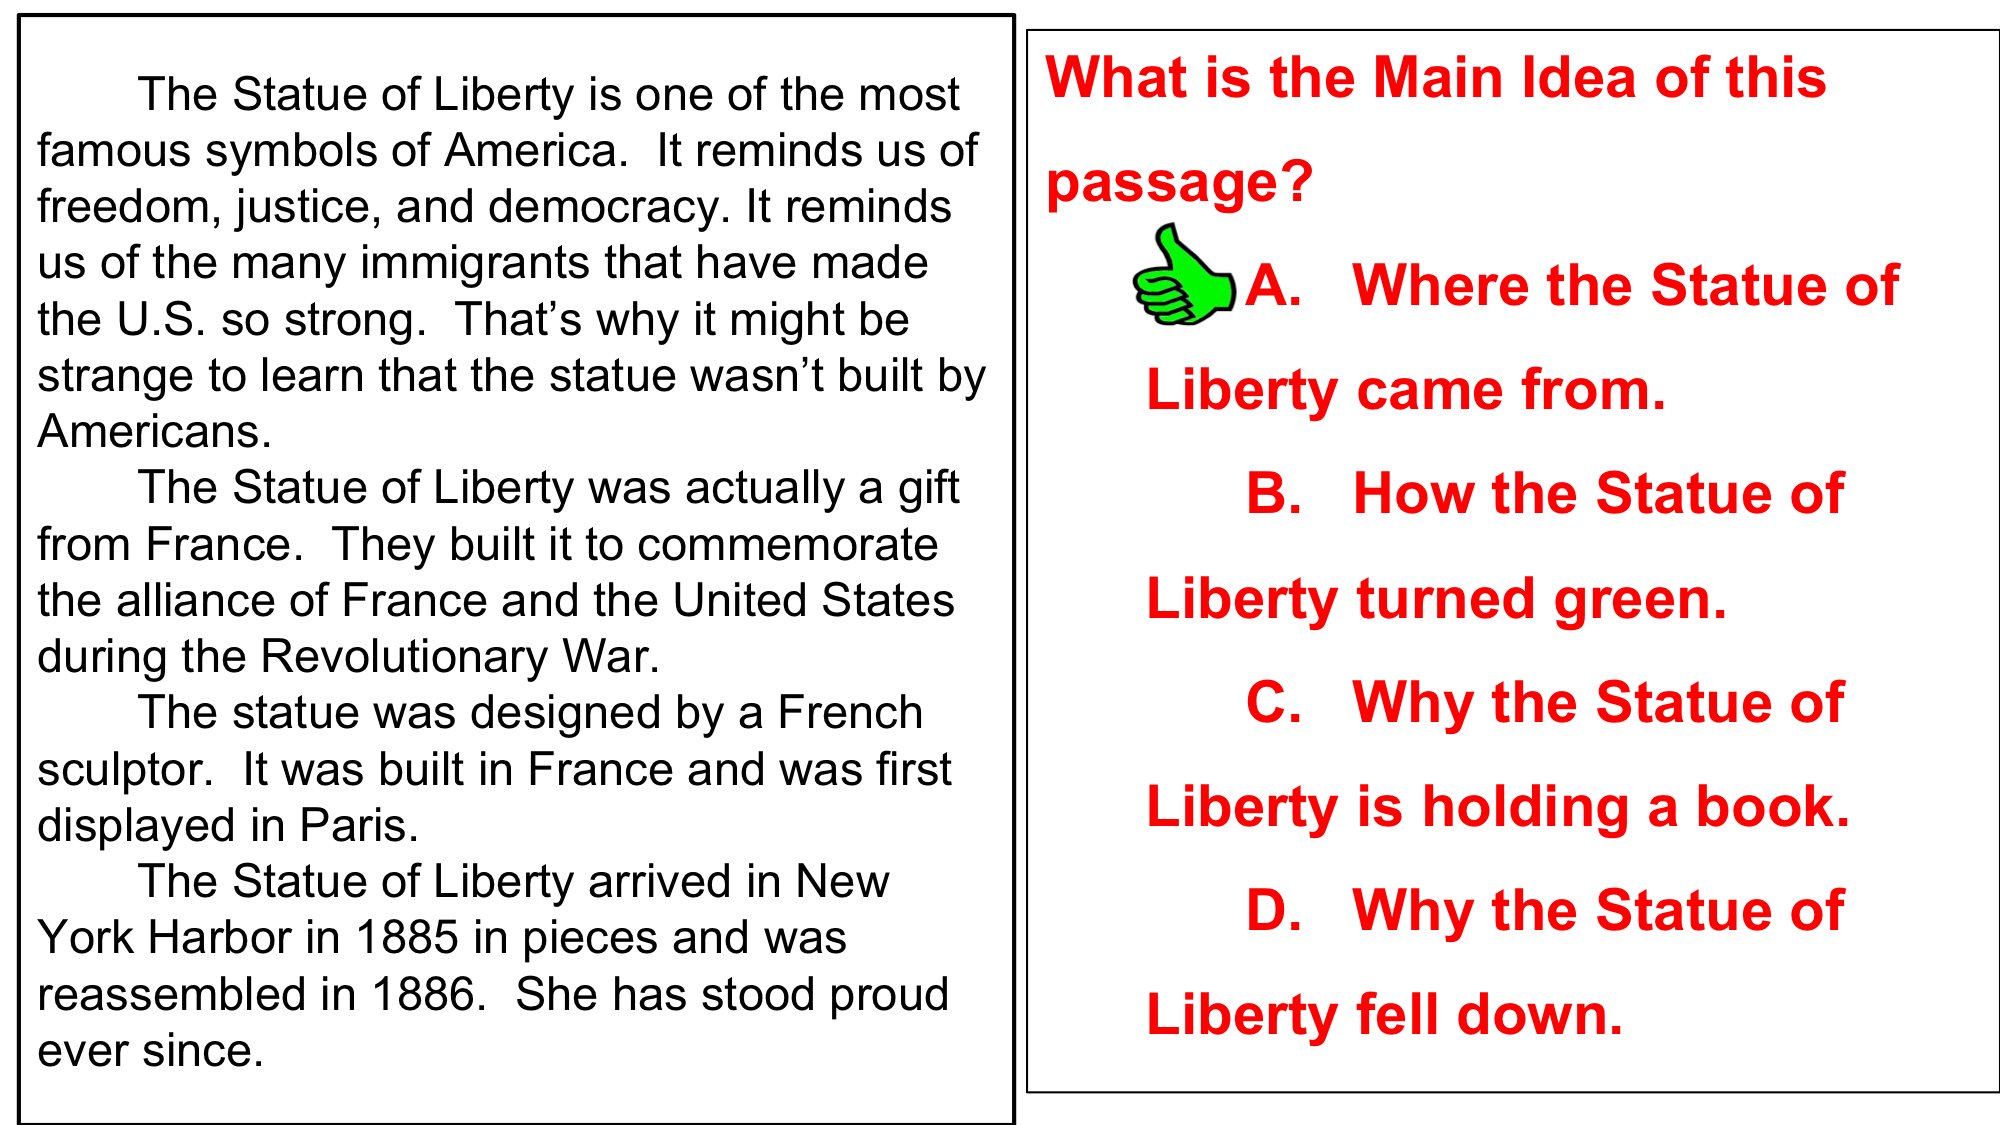 The Statue of Liberty is one of the most
famous symbols of America.  It reminds us of
freedom, justice, and democracy. It reminds
us of the many immigrants that have made
the U.S. so strong.  That’s why it might be
strange to learn that the statue wasn’t built by
Americans.
The Statue of Liberty was actually a gift
from France.  They built it to commemorate
the alliance of France and the United States
during the Revolutionary War.
The statue was designed by a French
sculptor.  It was built in France and was first
displayed in Paris.
The Statue of Liberty arrived in New
York Harbor in 1885 in pieces and was
reassembled in 1886.  She has stood proud
ever since.
What is the Main Idea of this
passage?
A.   Where the Statue of
Liberty came from.
B.   How the Statue of
Liberty turned green.
C.   Why the Statue of
Liberty is holding a book.
D.   Why the Statue of
Liberty fell down.